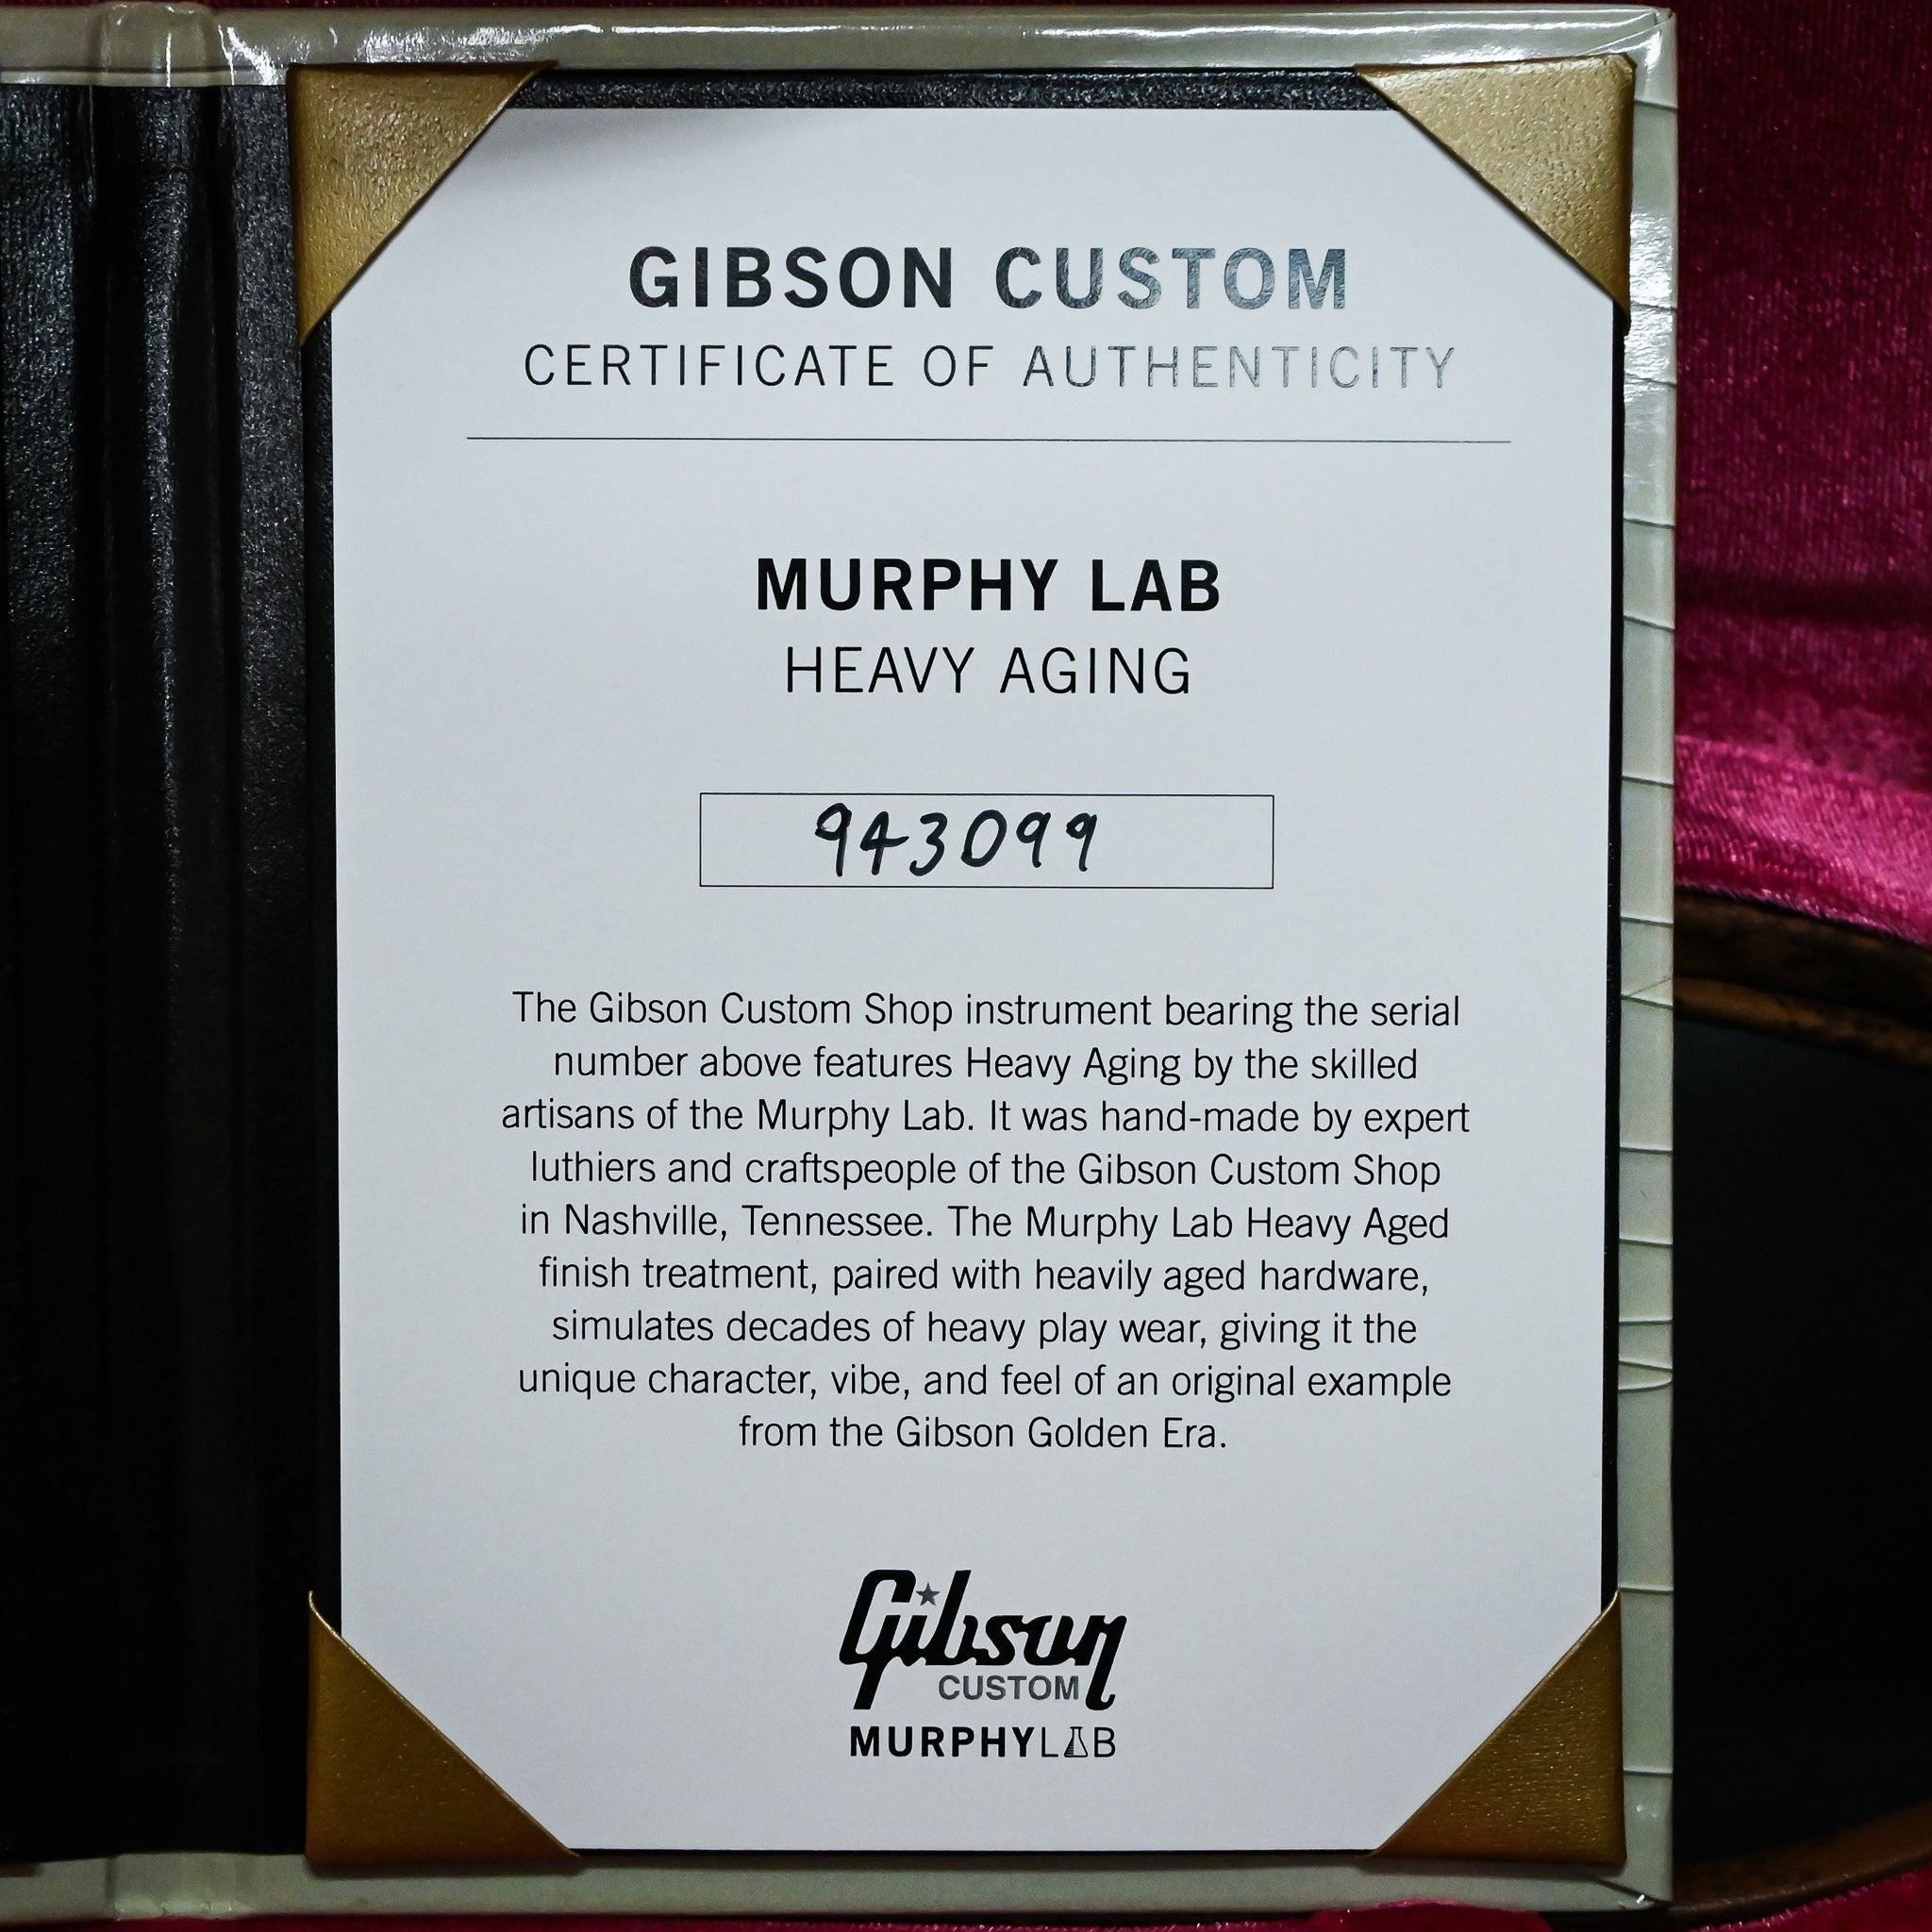 GIBSON CUSTOM
CERTIFICATE OF AUTHENTICITY
MURPHY LAB
HEAVY AGING
943099
The Gibson Custom Shop instrument bearing the serial
number above features Heavy Aging by the skilled
artisans of the Murphy Lab. It was hand-made by expert
luthiers and craftspeople of the Gibson Custom Shop
in Nashville, Tennessee. The Murphy Lab Heavy Aged
finish treatment, paired with heavily aged hardware,
simulates decades of heavy play wear, giving it the
unique character, vibe, and feel of an original example
from the Gibson Golden Era.
Gibson
CUSTOM
MURPHYLAB